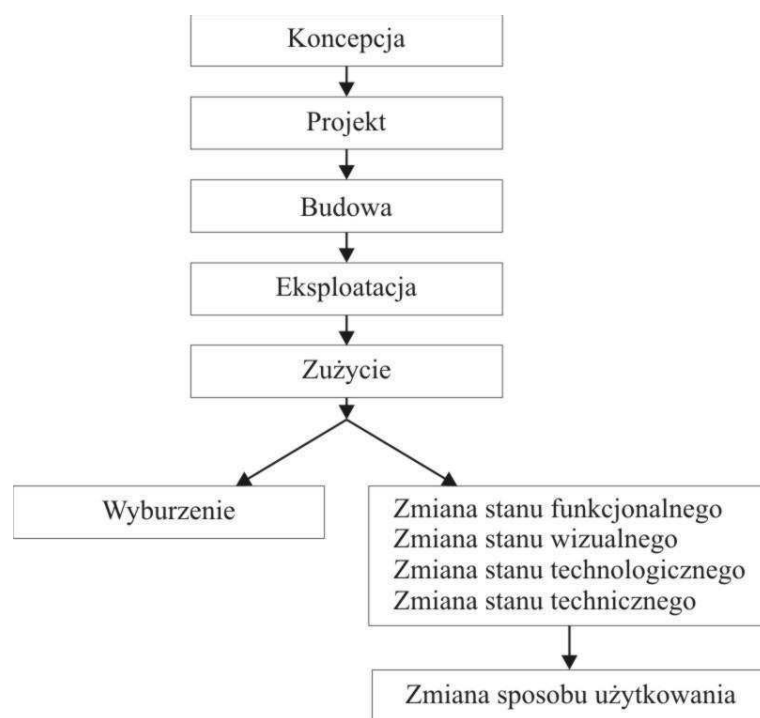 Koncepcja
Projekt
Budowa
Eksploatacja
Zużycie
Wyburzenie
Zmiana stanu funkcjonalnego
Zmiana stanu wizualnego
Zmiana stanu technologicznego
Zmiana stanu technicznego
Zmiana sposobu użytkowania